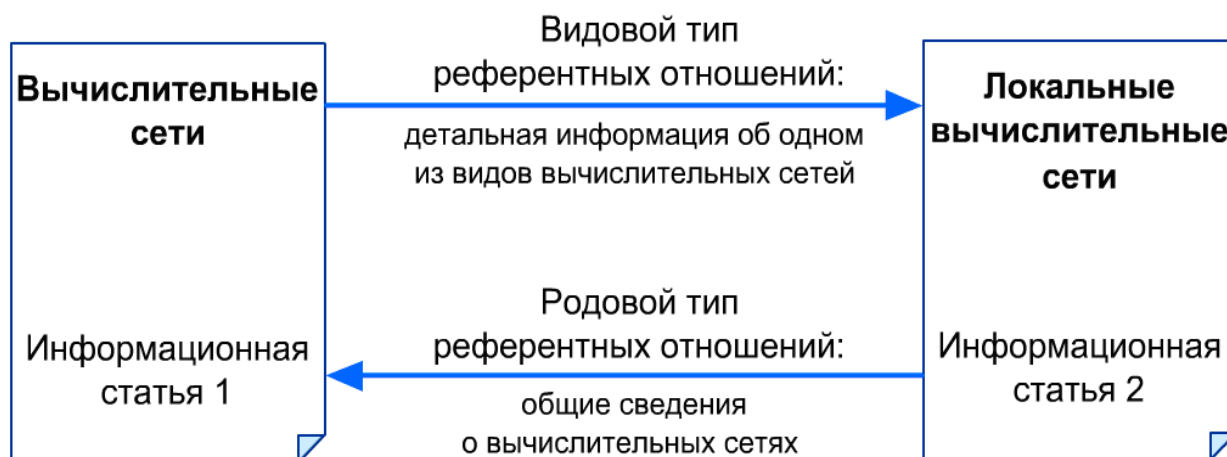 Вычислительные
сети
Информационная
статья 1
Видовой тип
референтных отношений:
детальная информация об одном
из видов вычислительных сетей
Родовой тип
референтных отношений:
общие сведения
о вычислительных сетях
Локальные
вычислительные
сети
Информационная
статья 2